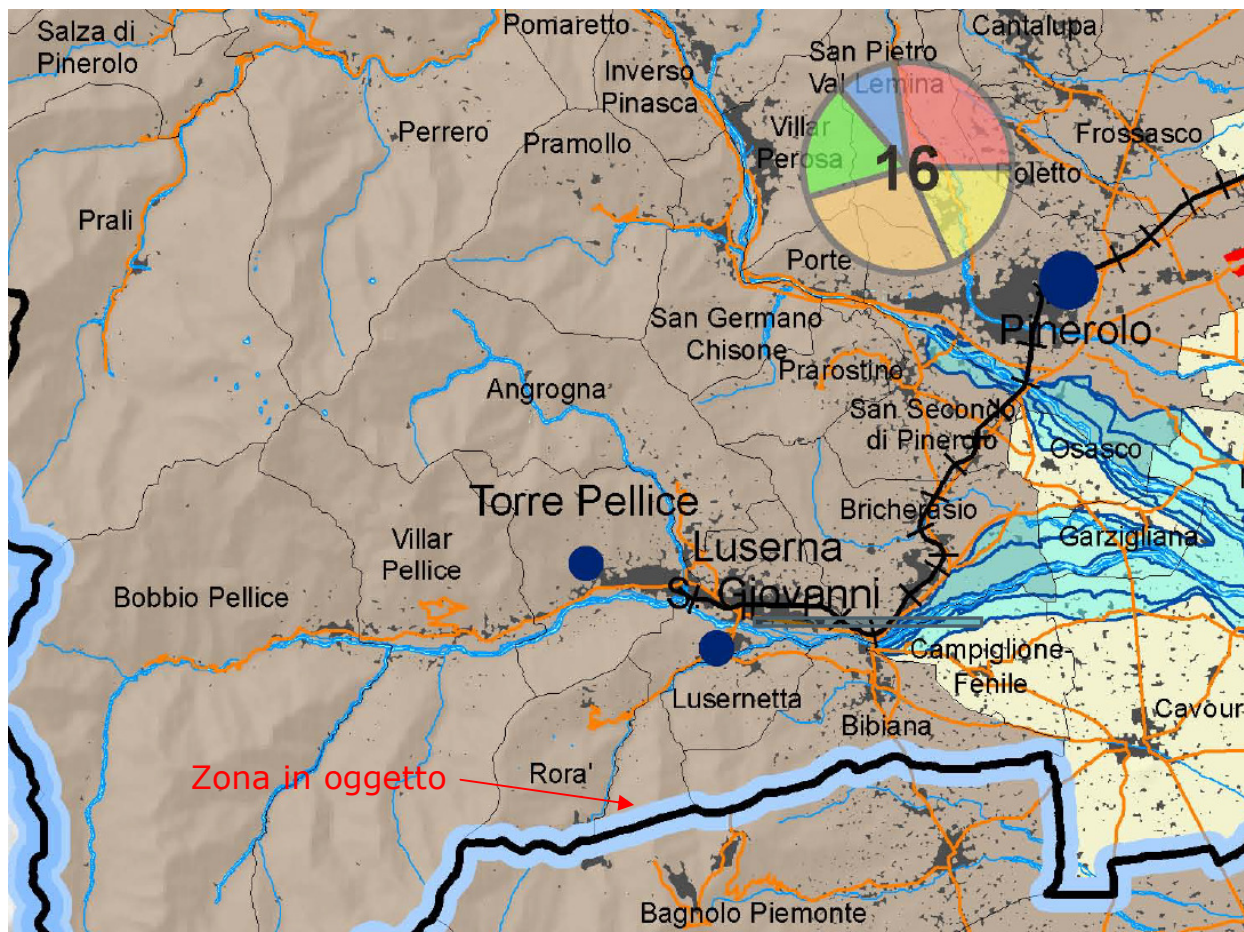 Salza di
Pinerolo
Pomaretto
Cantalupa
San Pietro
Val Lemina
Inverso
Pinasca
Perrero
Pramollo
Villar
Perosa
16
Frossasco
Roletto
Prali
Porte
San Germano
Chisone
Pinerolo
Prarostino
Angrogna
San Secondo
di Pinerolo
Osasco
Torre Pellice
Bricherasio
Villar
Pellice
Luserna
S. Giovanni
Garzigliana
Bobbio Pellice
Campiglione-
Fenile
Lusernetta
Bibiana
Cavour
Zona in oggetto
Rora'
Bagnolo Piemonte